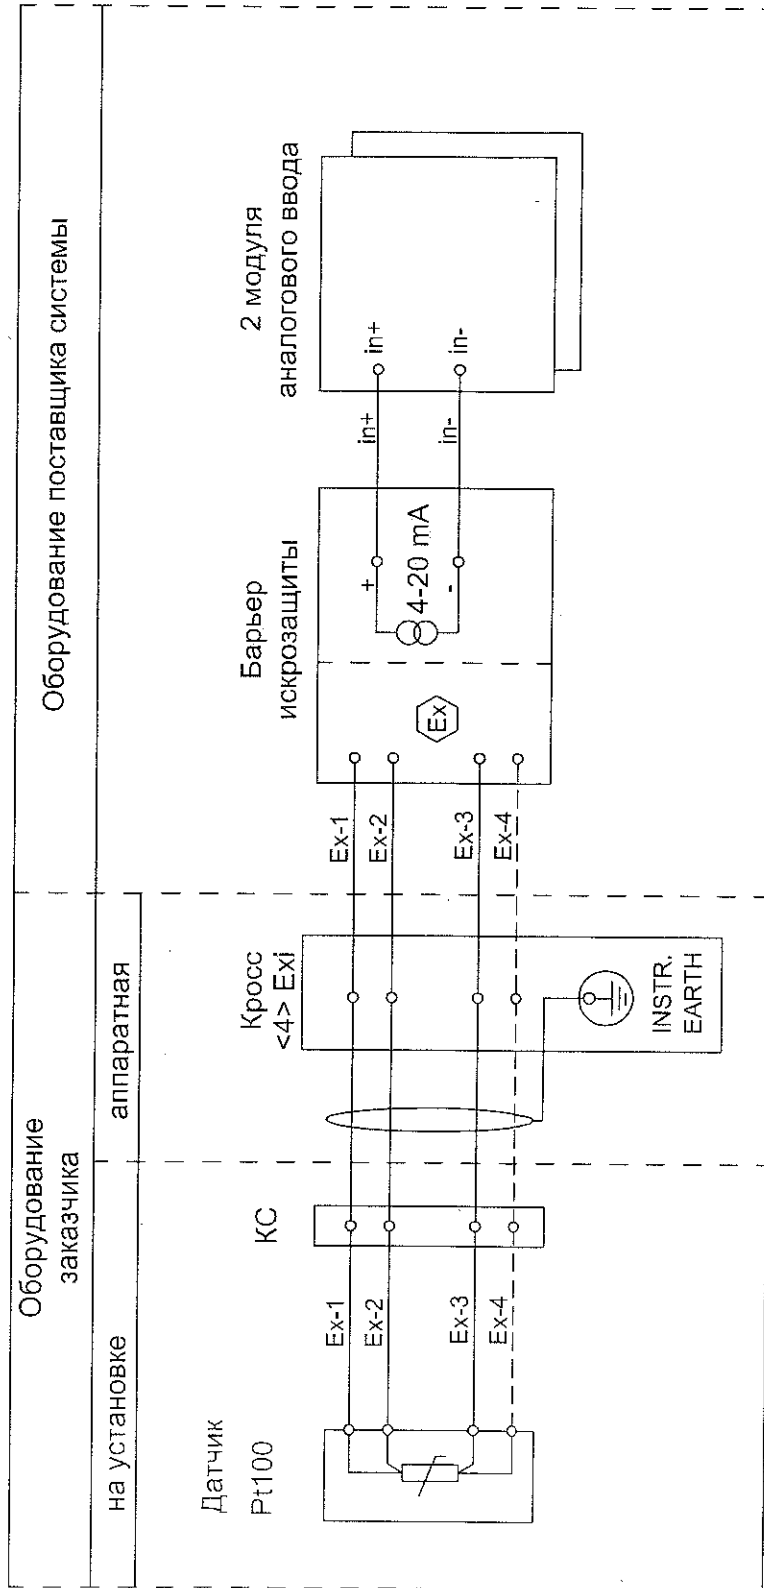 Оборудование
заказчика
Оборудование поставщика системы
на установке
аппаратная
Датчик
Pt100
КС
Кросс
<4> Exi
Барьер
искрозащиты
2 модуля
аналогового ввода
Ex-1
Ex-2
Ex-3
Ex-4
Ex-1
Ex-2
Ex-3
Ex-4
INSTR.
EARTH
Ex
+
4-20 mA
-
in+
in-
in+
in-